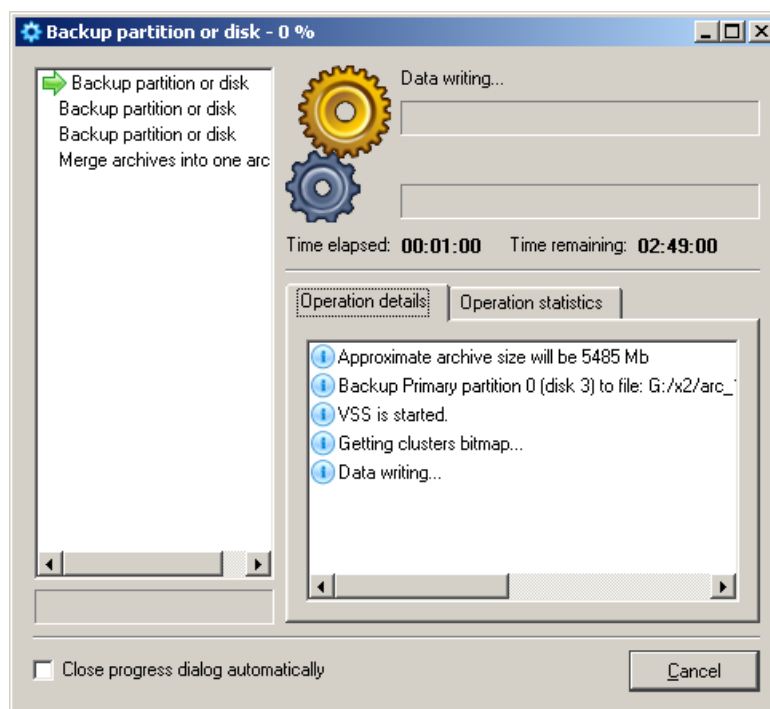 Backup partition or disk - 0 %
Backup partition or disk
Backup partition or disk
Backup partition or disk
Merge archives into one arc
Data writing...
Time elapsed: 00:01:00 Time remaining: 02:49:00
Operation details Operation statistics
Approximate archive size will be 5485 Mb
Backup Primary partition 0 (disk 3) to file: G:/x2/arc_
VSS is started.
Getting clusters bitmap...
Data writing...
Close progress dialog automatically
Cancel